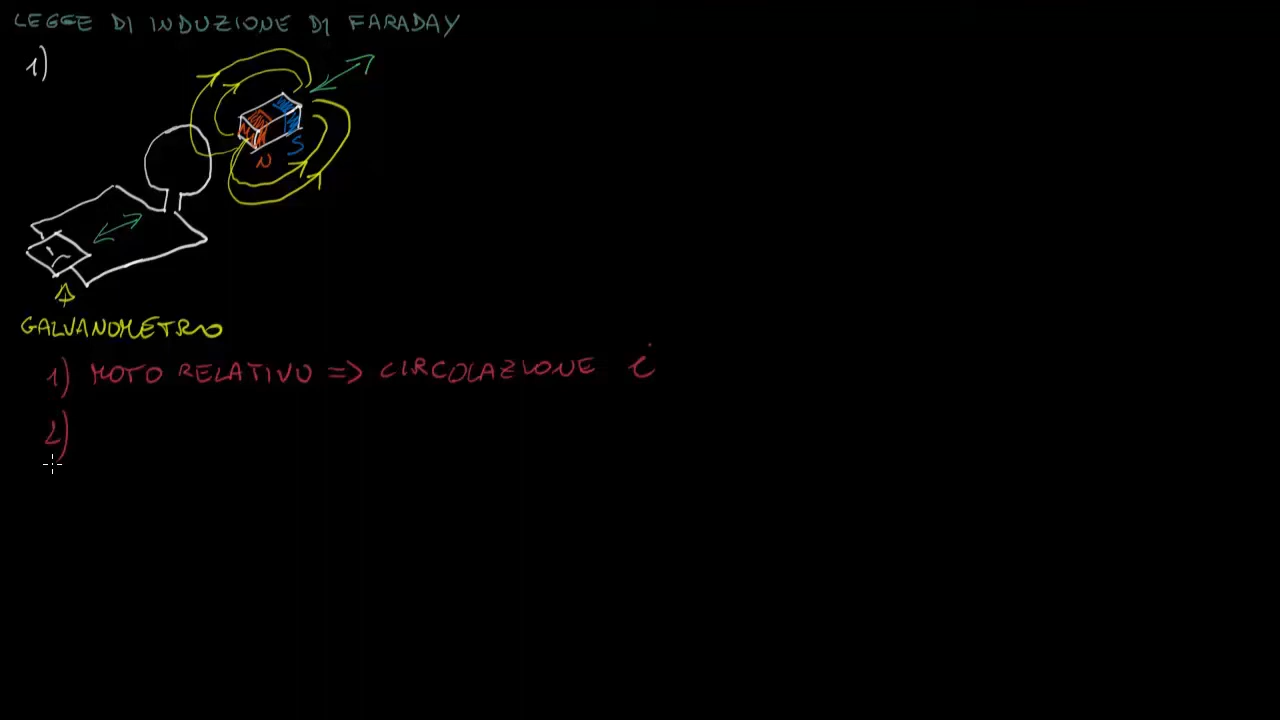 LEGGE DI INDUZIONE DI FARADAY
1)
N
S
GALVANOMETRO
1) MOTO RELATIVO => CIRCOLAZIONE i
2)